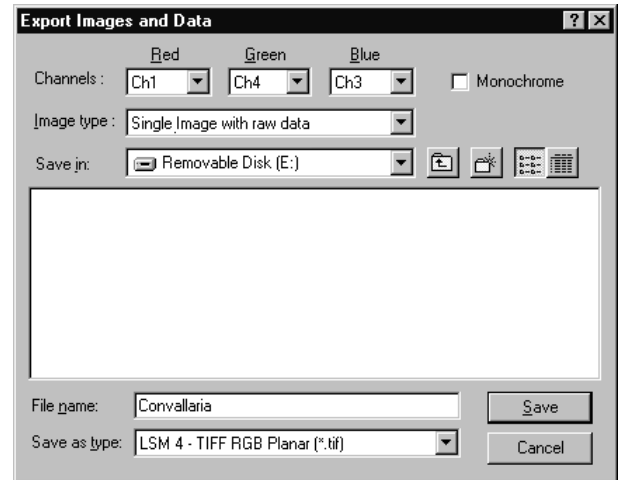 Export Images and Data
Red Green Blue
Channels : Ch1 Ch4 Ch3 Monochrome
Image type : Single Image with raw data
Save in: Removable Disk (E:)
File name: Convallaria Save
Save as type: LSM 4 - TIFF RGB Planar (*.tif) Cancel